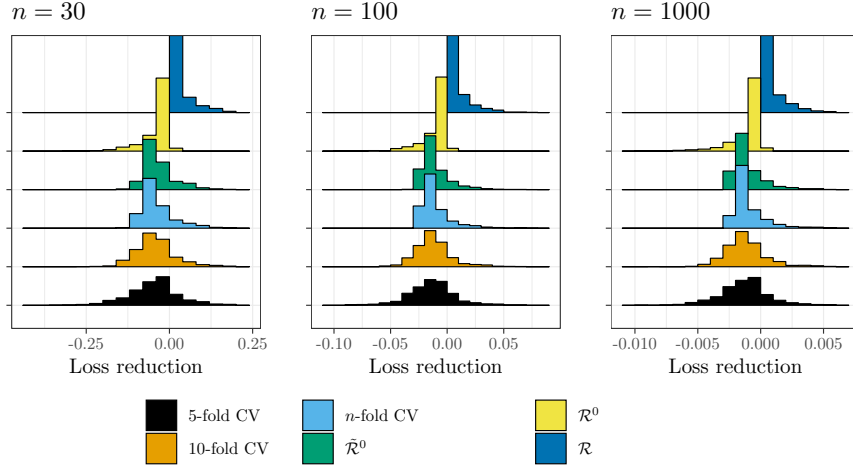 n = 30
n = 100
n = 1000
-0.25 0.00 0.25
-0.10 -0.05 0.00 0.05
-0.010 -0.005 0.000 0.005
Loss reduction
Loss reduction
Loss reduction
5-fold CV
n-fold CV
ℛ⁰
10-fold CV
ℛ̃⁰
ℛ